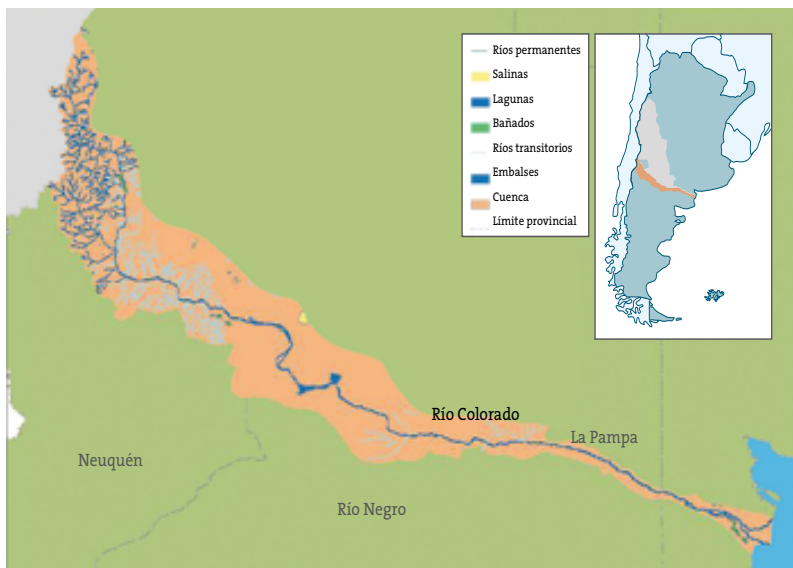 Ríos permanentes
Salinas
Lagunas
Bañados
Ríos transitorios
Embalses
Cuenca
Límite provincial
Río Colorado
La Pampa
Neuquén
Río Negro